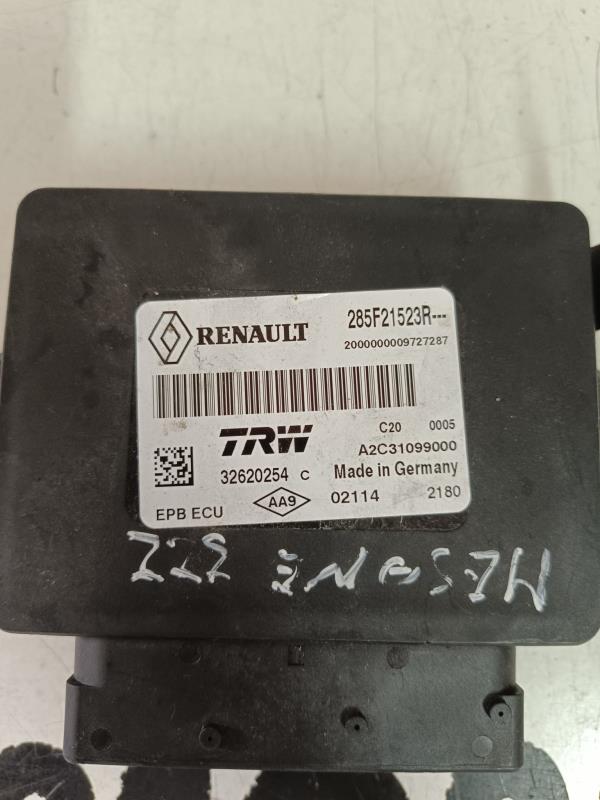 RENAULT
285F21523R---
2000000009727287
TRW
C20 0005
A2C31099000
32620254 C
Made in Germany
EPB ECU
AA9
02114 2180